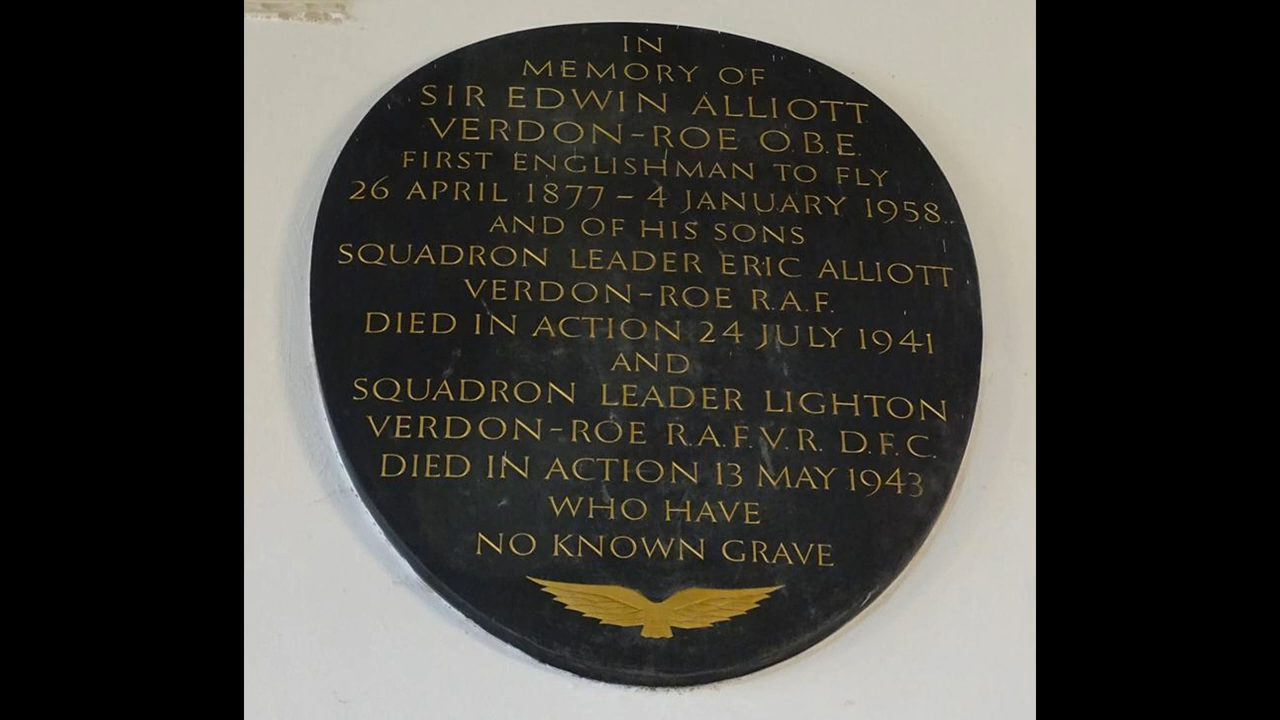 IN
MEMORY OF
SIR EDWIN ALLIOTT
VERDON-ROE O.B.E.
FIRST ENGLISHMAN TO FLY
26 APRIL 1877 – 4 JANUARY 1958..
AND OF HIS SONS
SQUADRON LEADER ERIC ALLIOTT
VERDON-ROE R.A.F.
DIED IN ACTION 24 JULY 1941
AND
SQUADRON LEADER LIGHTON
VERDON-ROE R.A.F.V.R. D.F.C.
DIED IN ACTION 13 MAY 1943
WHO HAVE
NO KNOWN GRAVE